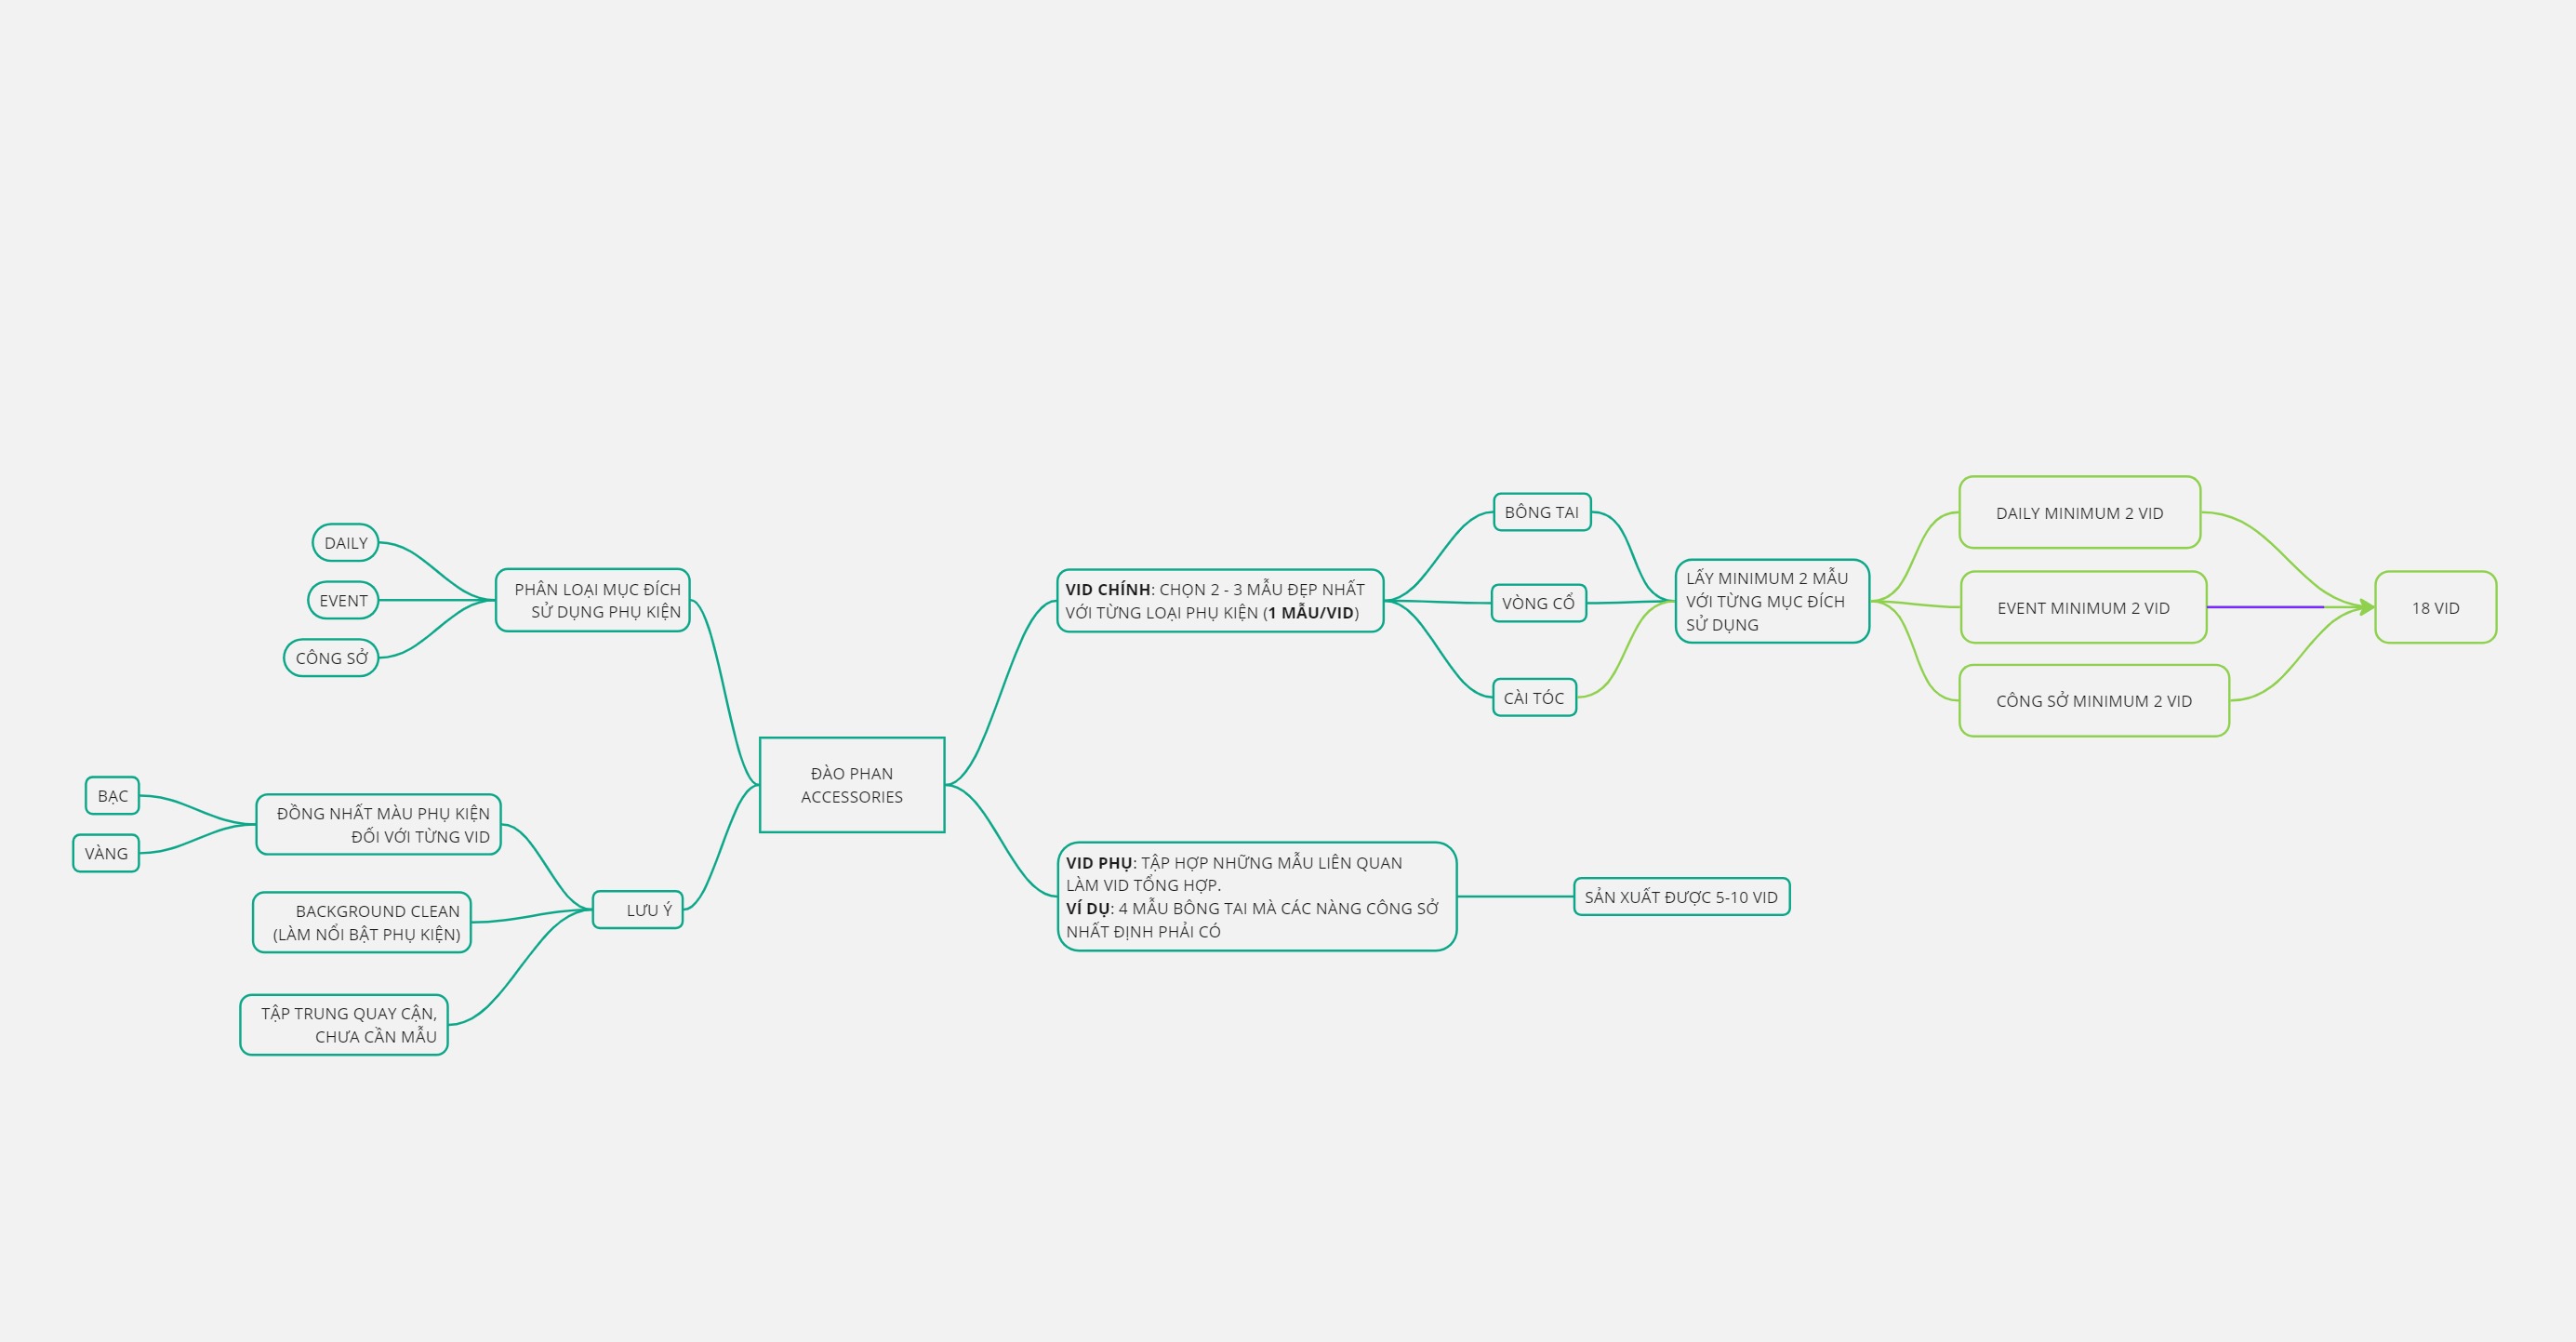 DAILY
EVENT
CÔNG SỞ
PHÂN LOẠI MỤC ĐÍCH
SỬ DỤNG PHỤ KIỆN
BẠC
VÀNG
ĐỒNG NHẤT MÀU PHỤ KIỆN
ĐỐI VỚI TỪNG VID
BACKGROUND CLEAN
(LÀM NỔI BẬT PHỤ KIỆN)
TẬP TRUNG QUAY CẬN,
CHƯA CẦN MẪU
LƯU Ý
ĐÀO PHAN
ACCESSORIES
VID CHÍNH: CHỌN 2 - 3 MẪU ĐẸP NHẤT
VỚI TỪNG LOẠI PHỤ KIỆN (1 MẪU/VID)
BÔNG TAI
VÒNG CỔ
CÀI TÓC
LẤY MINIMUM 2 MẪU
VỚI TỪNG MỤC ĐÍCH
SỬ DỤNG
DAILY MINIMUM 2 VID
EVENT MINIMUM 2 VID
CÔNG SỞ MINIMUM 2 VID
18 VID
VID PHỤ: TẬP HỢP NHỮNG MẪU LIÊN QUAN
LÀM VID TỔNG HỢP.
VÍ DỤ: 4 MẪU BÔNG TAI MÀ CÁC NÀNG CÔNG SỞ
NHẤT ĐỊNH PHẢI CÓ
SẢN XUẤT ĐƯỢC 5-10 VID